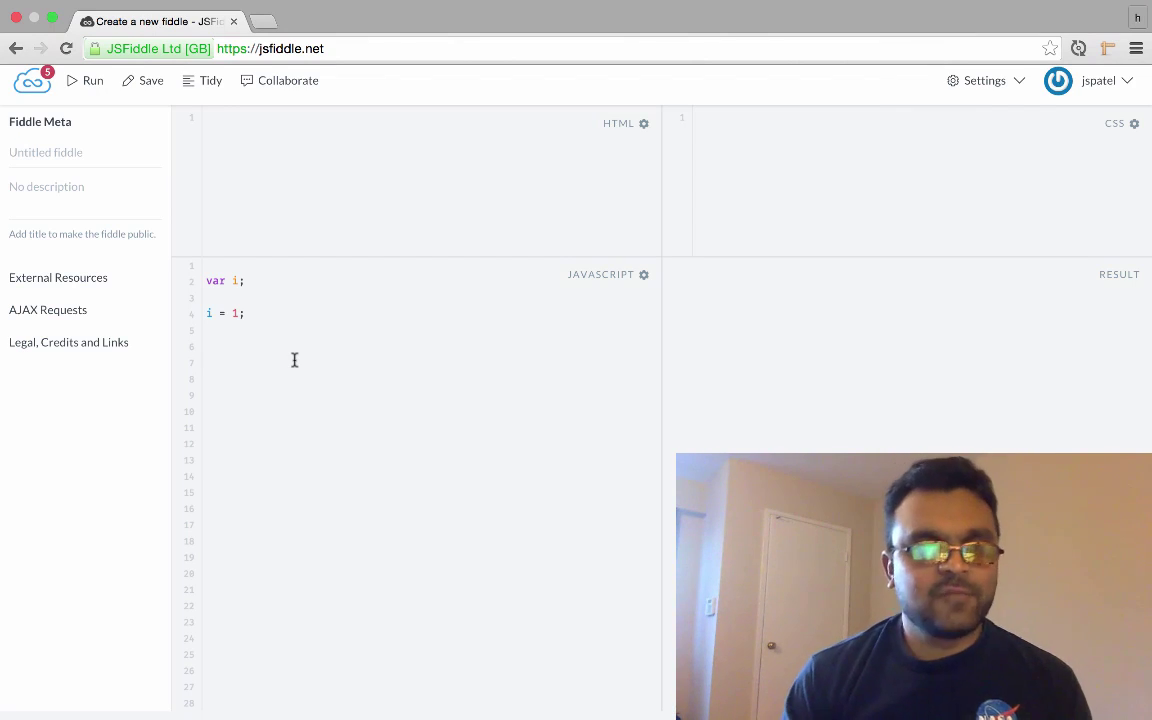 Create a new fiddle - JSFid
h
JSFiddle Ltd [GB] https://jsfiddle.net
5
Run
Save
Tidy
Collaborate
Settings
jspatel
Fiddle Meta
Untitled fiddle
No description
Add title to make the fiddle public.
External Resources
AJAX Requests
Legal, Credits and Links
1
HTML
1
CSS
JAVASCRIPT
RESULT
1
2 var i;
3
4 i = 1;
5
6
7
8
9
10
11
12
13
14
15
16
17
18
19
20
21
22
23
24
25
26
27
28
NASA